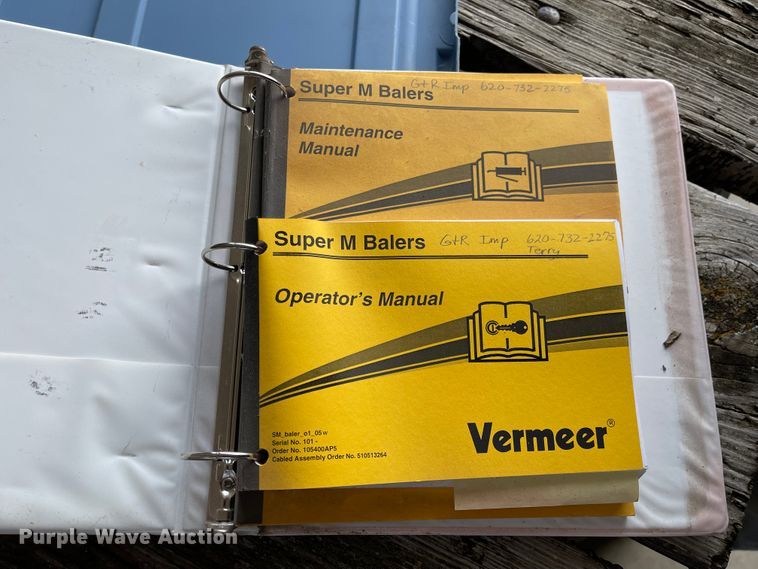 Super M Balers G+R Imp 620-732-2275
Maintenance
Manual
Super M Balers G+R Imp 620-732-2275
Terry
Operator's Manual
SM_baler_o1_05w
Serial No. 101 -
Order No. 105400AP5
Cabled Assembly Order No. 510513264
Vermeer®
Purple Wave Auction